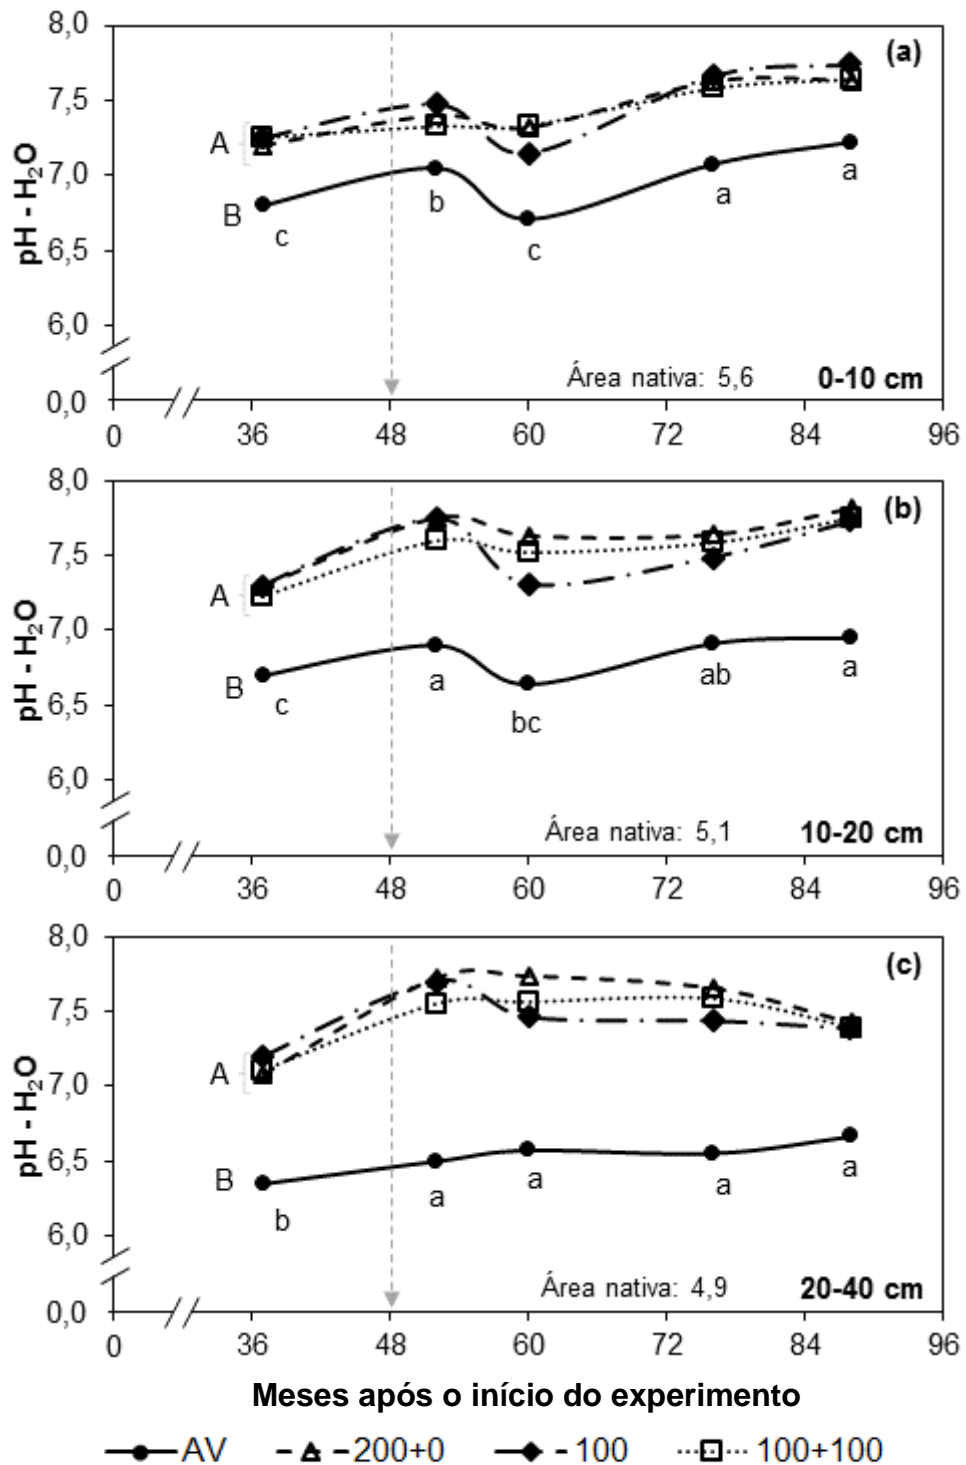 8,0
(a)
7,5
A
7,0
B
b
a
a
c
c
6,5
6,0
pH - H₂O
Área nativa: 5,6
0-10 cm
0,0
0
36
48
60
72
84
96
8,0
(b)
7,5
A
7,0
B
c
a
bc
ab
a
6,5
6,0
pH - H₂O
Área nativa: 5,1
10-20 cm
0,0
0
36
48
60
72
84
96
8,0
(c)
7,5
A
7,0
6,5
B
b
a
a
a
a
6,0
pH - H₂O
Área nativa: 4,9
20-40 cm
0,0
0
36
48
60
72
84
96
Meses após o início do experimento
AV 200+0 100 100+100